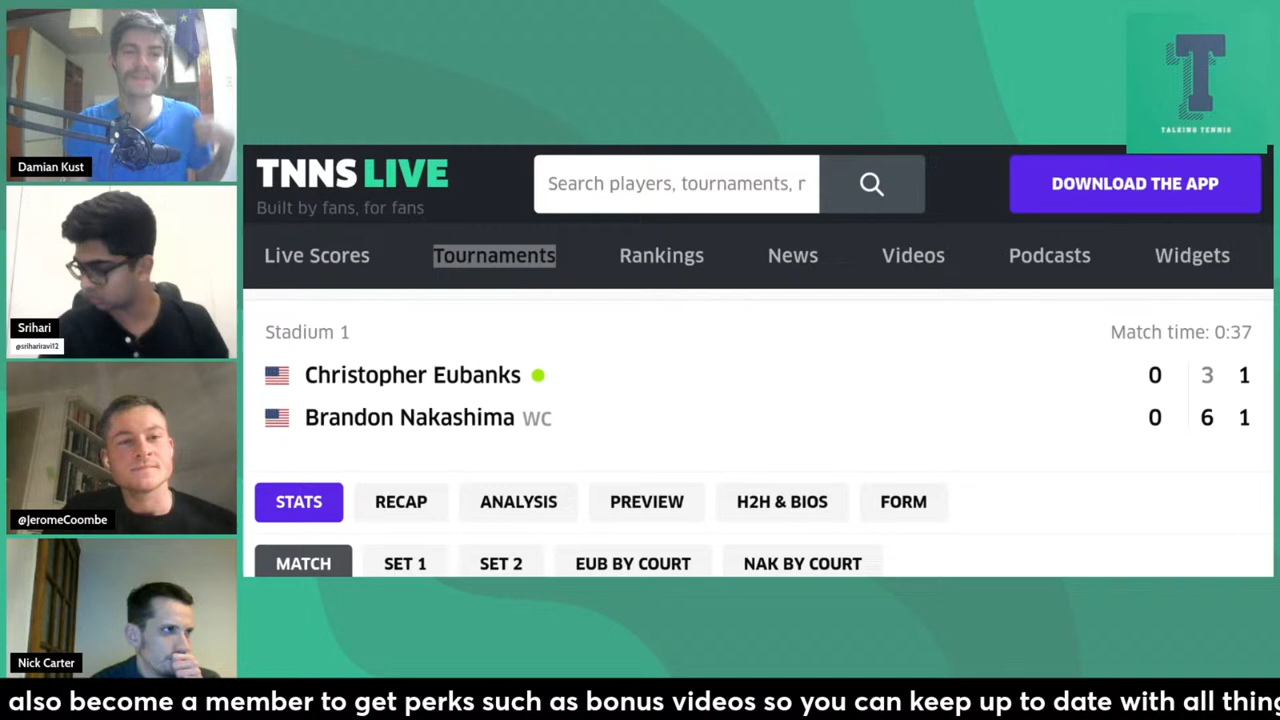 Damian Kust
Srihari
@srihariravi12
@JeromeCoombe
Nick Carter
T
TALKING TENNIS
TNNS LIVE
Built by fans, for fans
Search players, tournaments, r
DOWNLOAD THE APP
Live Scores Tournaments Rankings News Videos Podcasts Widgets
Stadium 1 Match time: 0:37
Christopher Eubanks 0 3 1
Brandon Nakashima WC 0 6 1
STATS RECAP ANALYSIS PREVIEW H2H & BIOS FORM
MATCH SET 1 SET 2 EUB BY COURT NAK BY COURT
also become a member to get perks such as bonus videos so you can keep up to date with all thing